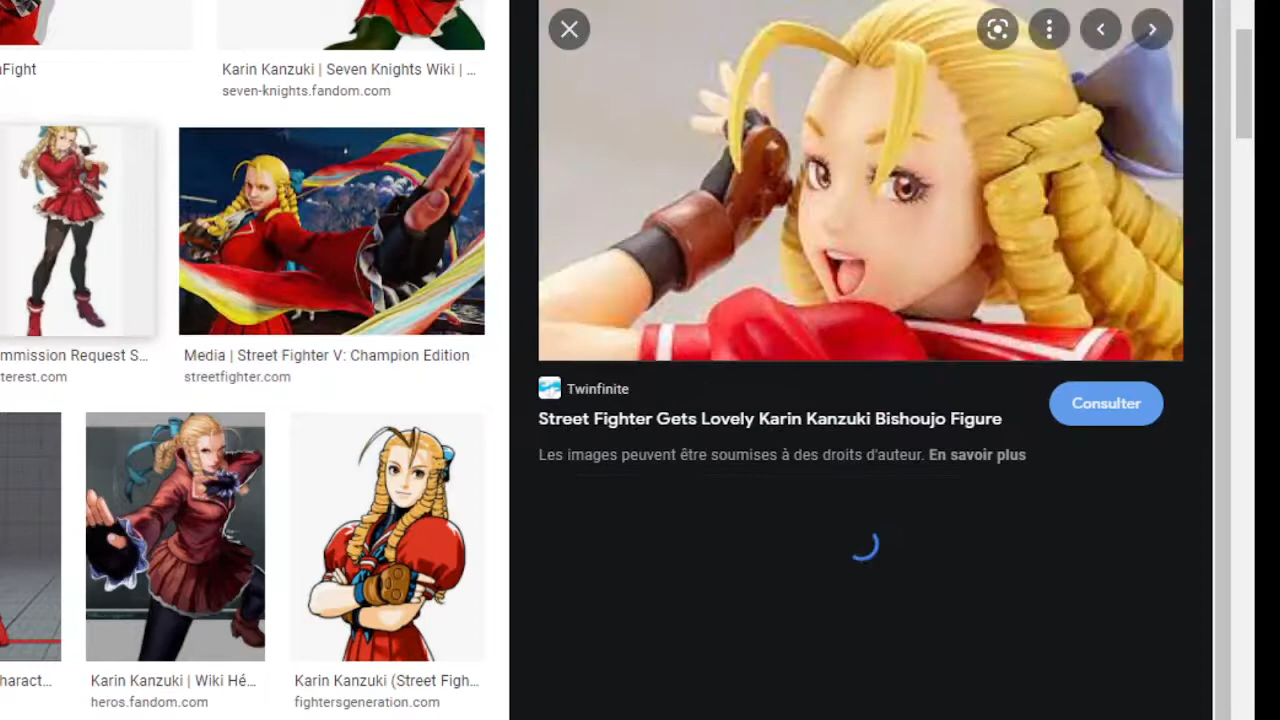 Fight
Karin Kanzuki | Seven Knights Wiki | ...
seven-knights.fandom.com
mmission Request S...
terest.com
Media | Street Fighter V: Champion Edition
streetfighter.com
haract...
Karin Kanzuki | Wiki Hé...
heros.fandom.com
Karin Kanzuki (Street Figh...
fightersgeneration.com
Twinfinite
Street Fighter Gets Lovely Karin Kanzuki Bishoujo Figure
Consulter
Les images peuvent être soumises à des droits d'auteur. En savoir plus